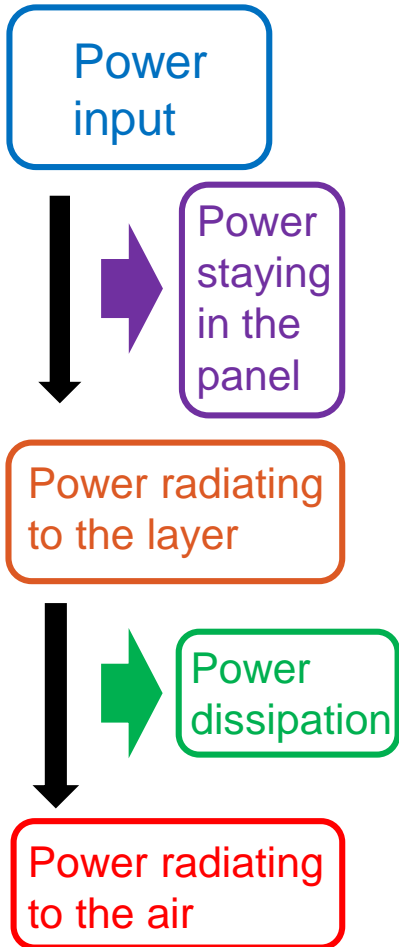 Power
input
Power
staying
in the
panel
Power radiating
to the layer
Power
dissipation
Power radiating
to the air